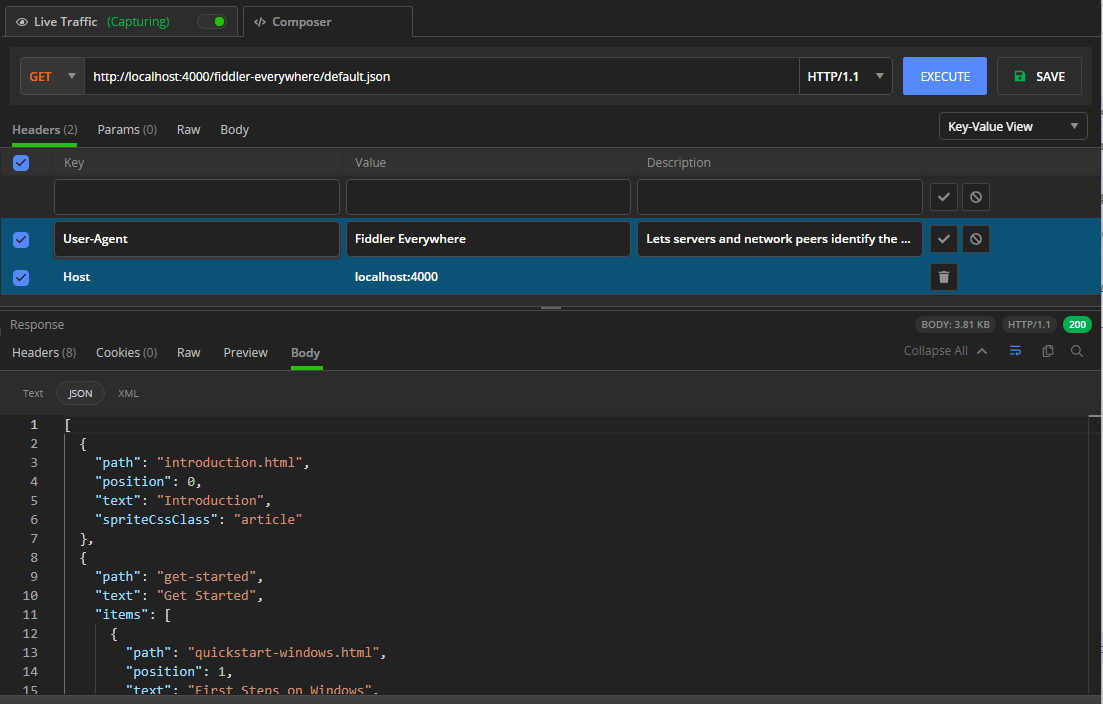 Live Traffic (Capturing) </> Composer
GET http://localhost:4000/fiddler-everywhere/default.json HTTP/1.1 EXECUTE SAVE
Headers (2) Params (0) Raw Body Key-Value View
Key Value Description
User-Agent Fiddler Everywhere Lets servers and network peers identify the ...
Host localhost:4000
Response BODY: 3.81 KB HTTP/1.1 200
Headers (8) Cookies (0) Raw Preview Body Collapse All
Text JSON XML
1 [
2 {
3 "path": "introduction.html",
4 "position": 0,
5 "text": "Introduction",
6 "spriteCssClass": "article"
7 },
8 {
9 "path": "get-started",
10 "text": "Get Started",
11 "items": [
12 {
13 "path": "quickstart-windows.html",
14 "position": 1,
15 "text": "First Steps on Windows",